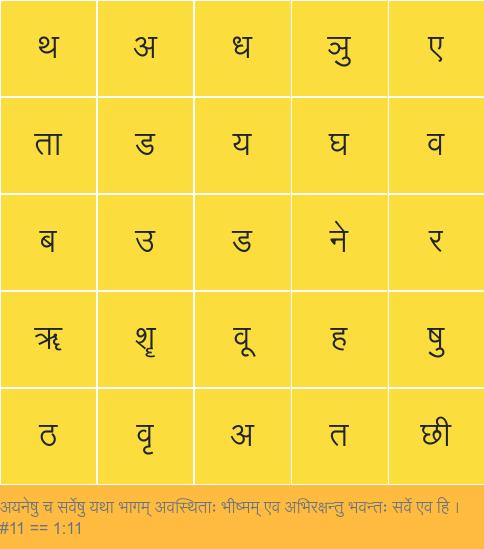 थ अ ध ञु ए
ता ड य घ व
ब उ ड ने र
ऋ शॄ वू ह षु
ठ वृ अ त छी
अयनेषु च सर्वेषु यथा भागम् अवस्थिताः भीष्मम् एव अभिरक्षन्तु भवन्तः सर्वे एव हि ।
#11 == 1:11